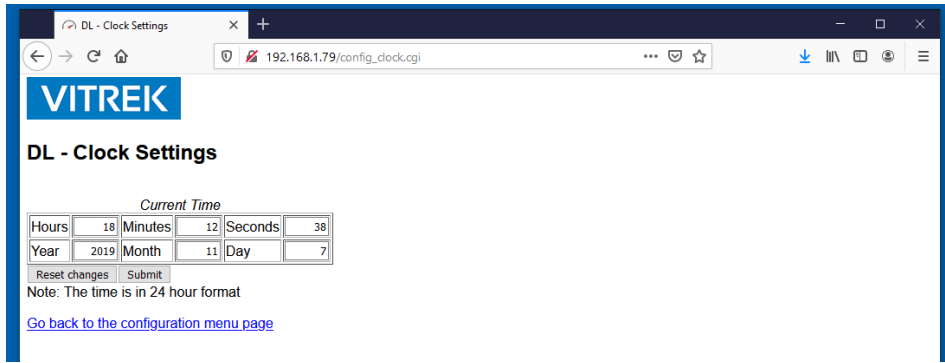 DL - Clock Settings
192.168.1.79/config_clock.cgi
VITREK
DL - Clock Settings
Current Time
Hours 18 Minutes 12 Seconds 38
Year 2019 Month 11 Day 7
Reset changes Submit
Note: The time is in 24 hour format
Go back to the configuration menu page